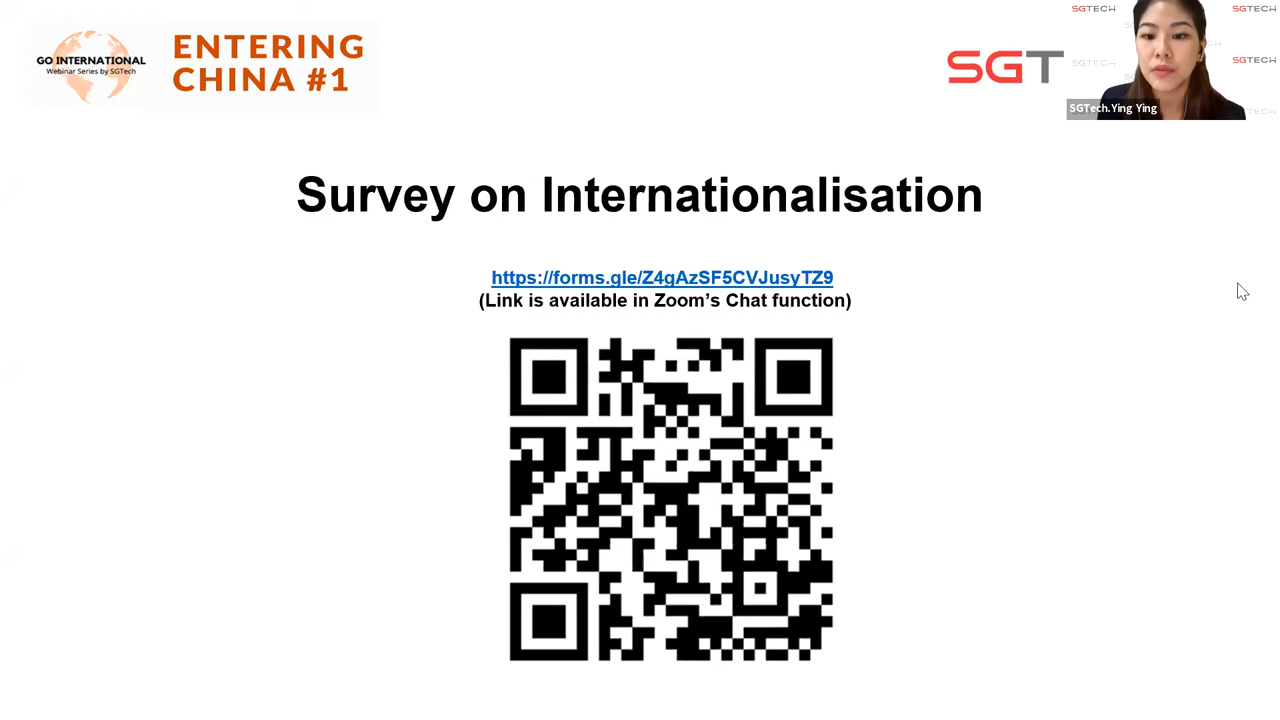 GO INTERNATIONAL
Webinar Series by SGTech
ENTERING
CHINA #1
SGT
SGTECH
SGTECH
SGTECH
SGTECH
SGTech.Ying Ying
Survey on Internationalisation
https://forms.gle/Z4gAzSF5CVJusyTZ9
(Link is available in Zoom’s Chat function)